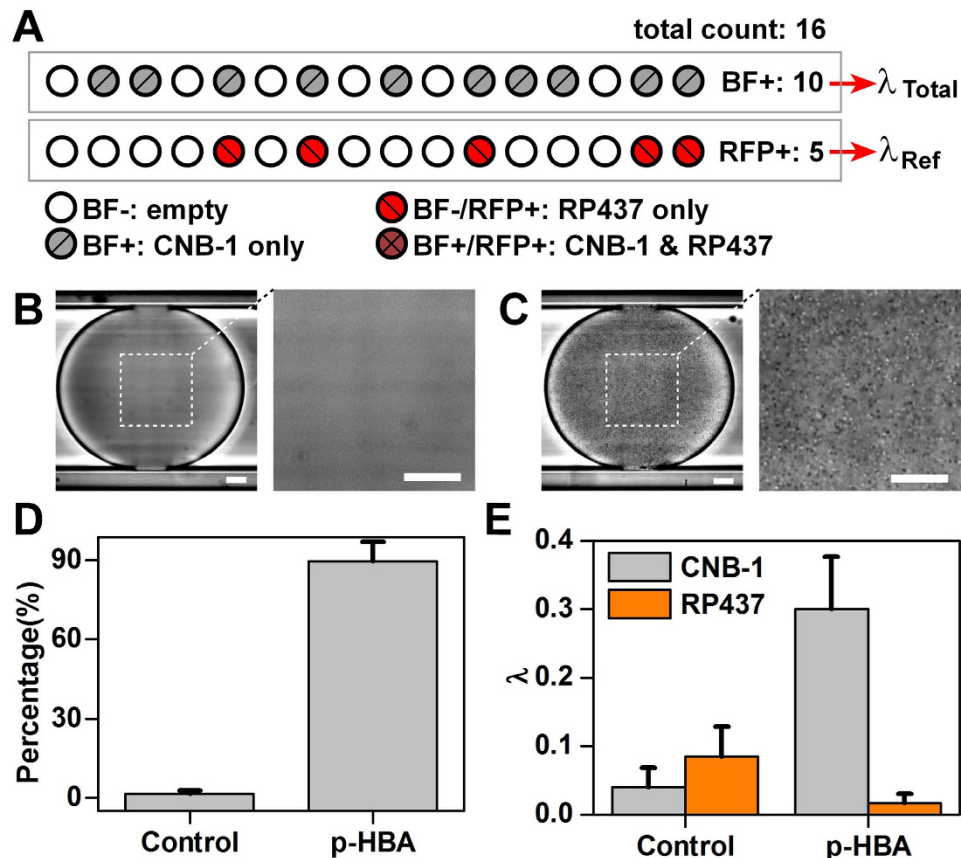 A
total count: 16
BF+: 10 λ Total
RFP+: 5 λ Ref
BF-: empty
BF-/RFP+: RP437 only
BF+: CNB-1 only
BF+/RFP+: CNB-1 & RP437
B
C
D
Percentage(%)
90
60
30
0
Control
p-HBA
E
λ
0.4
0.3
0.2
0.1
0.0
CNB-1
RP437
Control
p-HBA